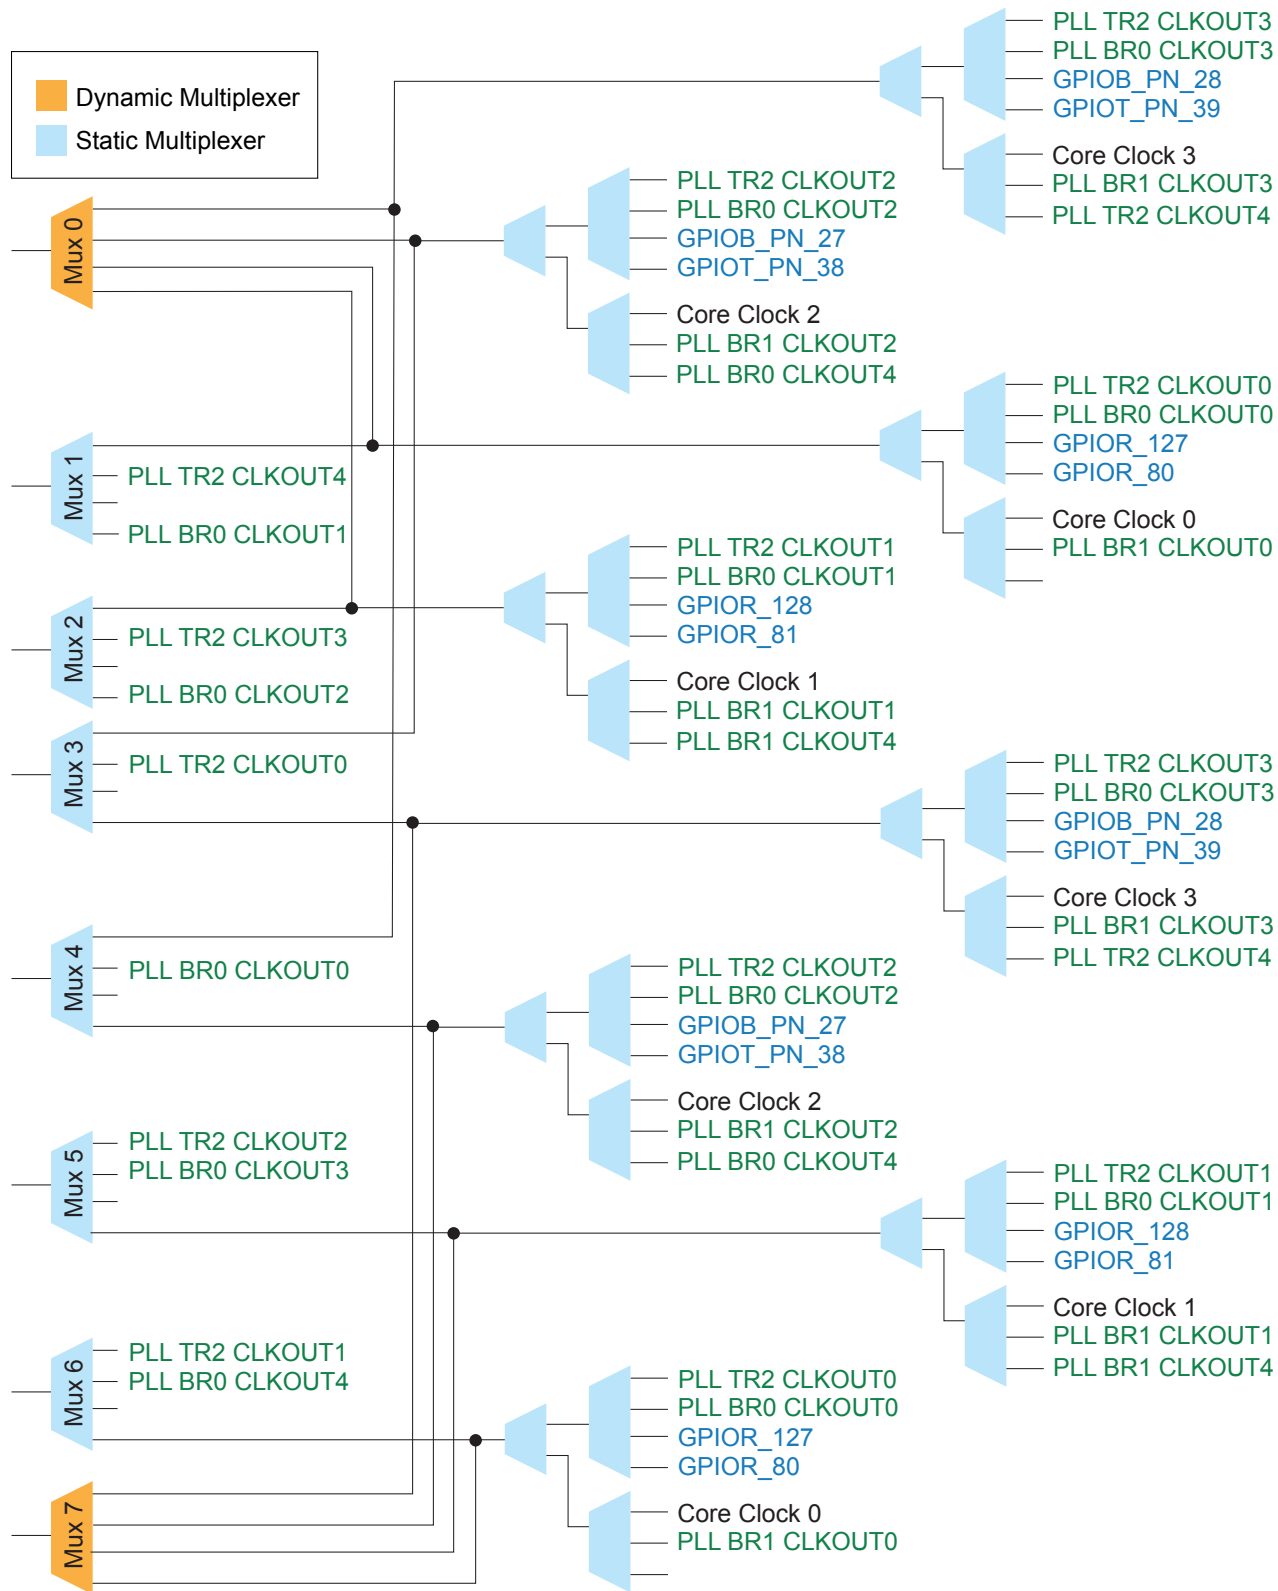 Dynamic Multiplexer
Static Multiplexer
PLL TR2 CLKOUT3
PLL BR0 CLKOUT3
GPIOB_PN_28
GPIOT_PN_39
Core Clock 3
PLL BR1 CLKOUT3
PLL TR2 CLKOUT4
Mux 0
PLL TR2 CLKOUT2
PLL BR0 CLKOUT2
GPIOB_PN_27
GPIOT_PN_38
Core Clock 2
PLL BR1 CLKOUT2
PLL BR0 CLKOUT4
PLL TR2 CLKOUT0
PLL BR0 CLKOUT0
GPIOR_127
GPIOR_80
Core Clock 0
PLL BR1 CLKOUT0
Mux 1
PLL TR2 CLKOUT4
PLL BR0 CLKOUT1
PLL TR2 CLKOUT1
PLL BR0 CLKOUT1
GPIOR_128
GPIOR_81
Core Clock 1
PLL BR1 CLKOUT1
PLL BR1 CLKOUT4
Mux 2
PLL TR2 CLKOUT3
PLL BR0 CLKOUT2
Mux 3
PLL TR2 CLKOUT0
PLL TR2 CLKOUT3
PLL BR0 CLKOUT3
GPIOB_PN_28
GPIOT_PN_39
Core Clock 3
PLL BR1 CLKOUT3
PLL TR2 CLKOUT4
Mux 4
PLL BR0 CLKOUT0
PLL TR2 CLKOUT2
PLL BR0 CLKOUT2
GPIOB_PN_27
GPIOT_PN_38
Core Clock 2
PLL BR1 CLKOUT2
PLL BR0 CLKOUT4
Mux 5
PLL TR2 CLKOUT2
PLL BR0 CLKOUT3
PLL TR2 CLKOUT1
PLL BR0 CLKOUT1
GPIOR_128
GPIOR_81
Core Clock 1
PLL BR1 CLKOUT1
PLL BR1 CLKOUT4
Mux 6
PLL TR2 CLKOUT1
PLL BR0 CLKOUT4
PLL TR2 CLKOUT0
PLL BR0 CLKOUT0
GPIOR_127
GPIOR_80
Core Clock 0
PLL BR1 CLKOUT0
Mux 7